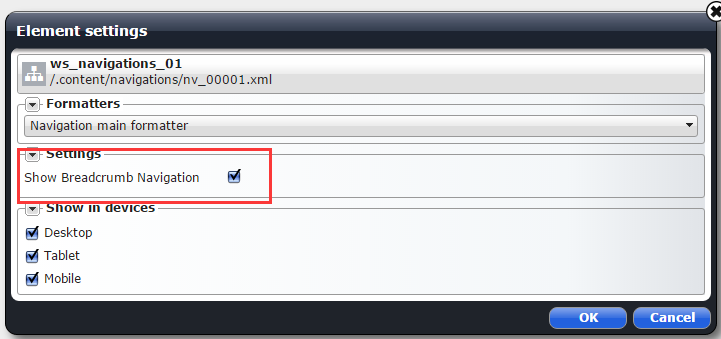 Element settings
ws_navigations_01
/.content/navigations/nv_00001.xml
Formatters
Navigation main formatter
Settings
Show Breadcrumb Navigation
Show in devices
Desktop
Tablet
Mobile
OK Cancel